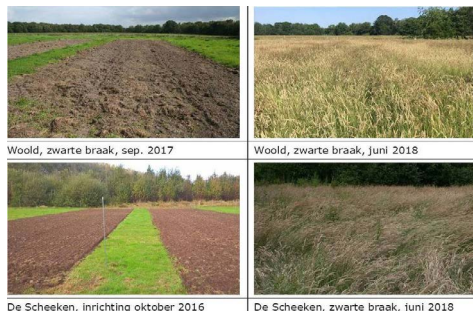 Woold, zwarte braak, sep. 2017
Woold, zwarte braak, juni 2018
De Scheeken, inrichting oktober 2016
De Scheeken, zwarte braak, juni 2018